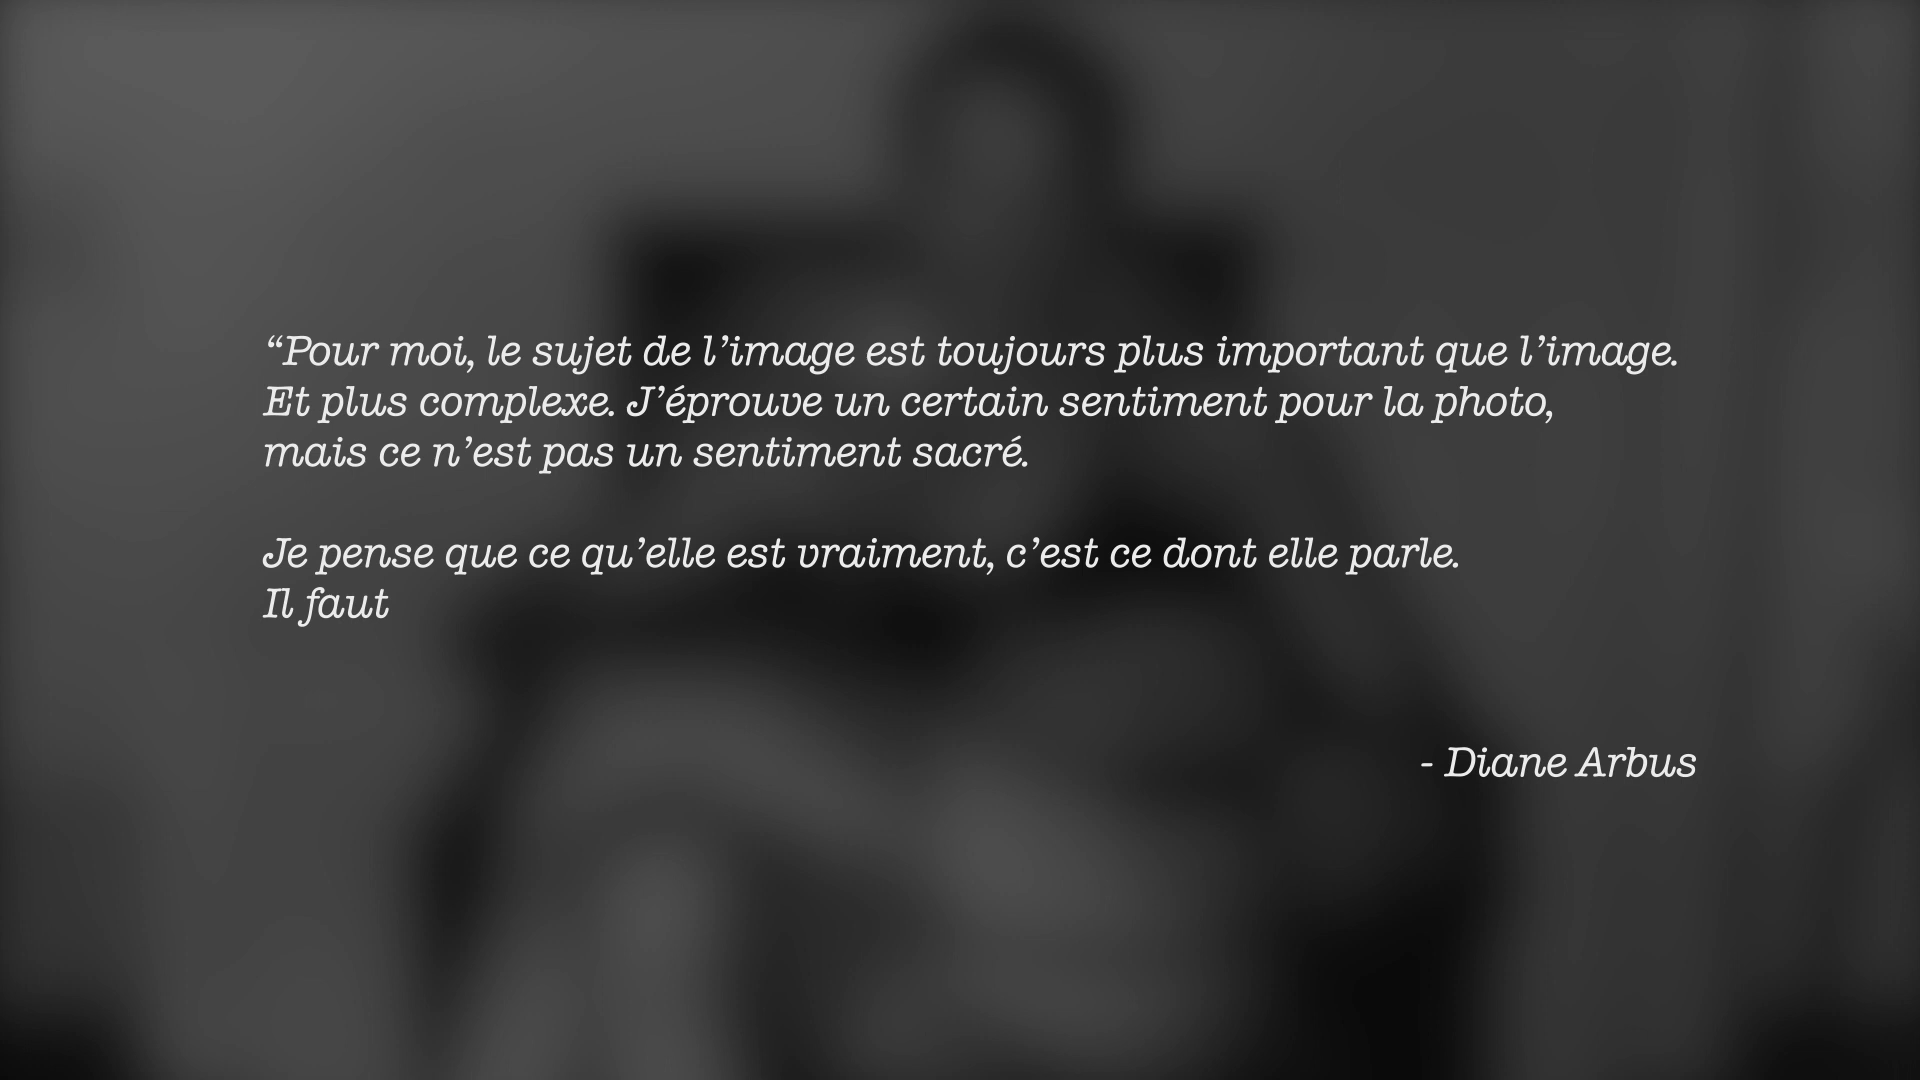 “Pour moi, le sujet de l’image est toujours plus important que l’image.
Et plus complexe. J’éprouve un certain sentiment pour la photo,
mais ce n’est pas un sentiment sacré.
Je pense que ce qu’elle est vraiment, c’est ce dont elle parle.
Il faut
- Diane Arbus